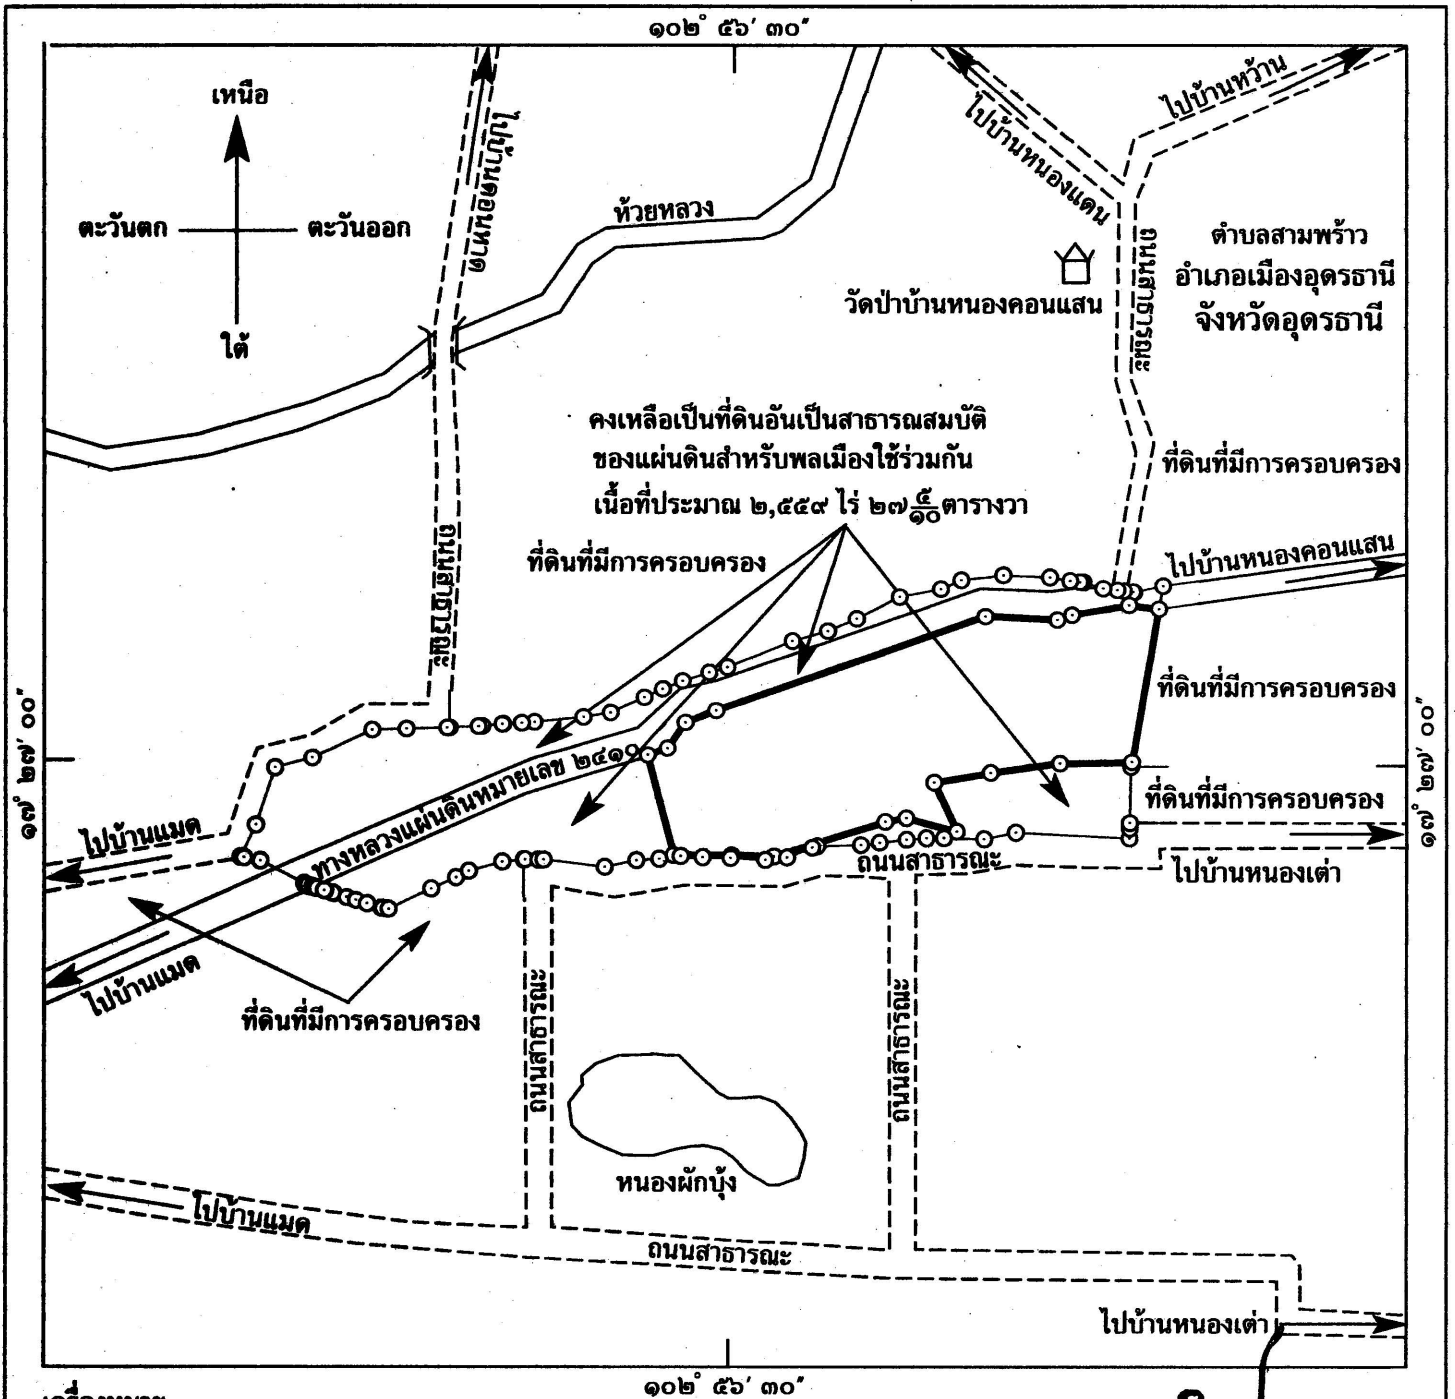 ๑๐๒° ๕๖′ ๓๐″
เหนือ
ตะวันตก
ตะวันออก
ใต้
ไปบ้านดอนหาด
ห้วยหลวง
ไปบ้านหนองแดน
ไปบ้านหว้าน
ถนนสาธารณะ
ตำบลสามพร้าว
อำเภอเมืองอุดรธานี
จังหวัดอุดรธานี
วัดป่าบ้านหนองคอนแสน
คงเหลือเป็นที่ดินอันเป็นสาธารณสมบัติ
ของแผ่นดินสำหรับพลเมืองใช้ร่วมกัน
เนื้อที่ประมาณ ๒,๕๕๙ ไร่ ๒๗ ๕/๑๐ ตารางวา
ที่ดินที่มีการครอบครอง
ที่ดินที่มีการครอบครอง
ไปบ้านหนองคอนแสน
ถนนสาธารณะ
ที่ดินที่มีการครอบครอง
๑๗° ๒๗′ ๐๐″
๑๗° ๒๗′ ๐๐″
ทางหลวงแผ่นดินหมายเลข ๒๔๑๐
ที่ดินที่มีการครอบครอง
ไปบ้านแมด
ถนนสาธารณะ
ไปบ้านหนองเต่า
ไปบ้านแมด
ที่ดินที่มีการครอบครอง
ถนนสาธารณะ
ถนนสาธารณะ
หนองผักบุ้ง
ไปบ้านแมด
ถนนสาธารณะ
ไปบ้านหนองเต่า
๑๐๒° ๕๖′ ๓๐″